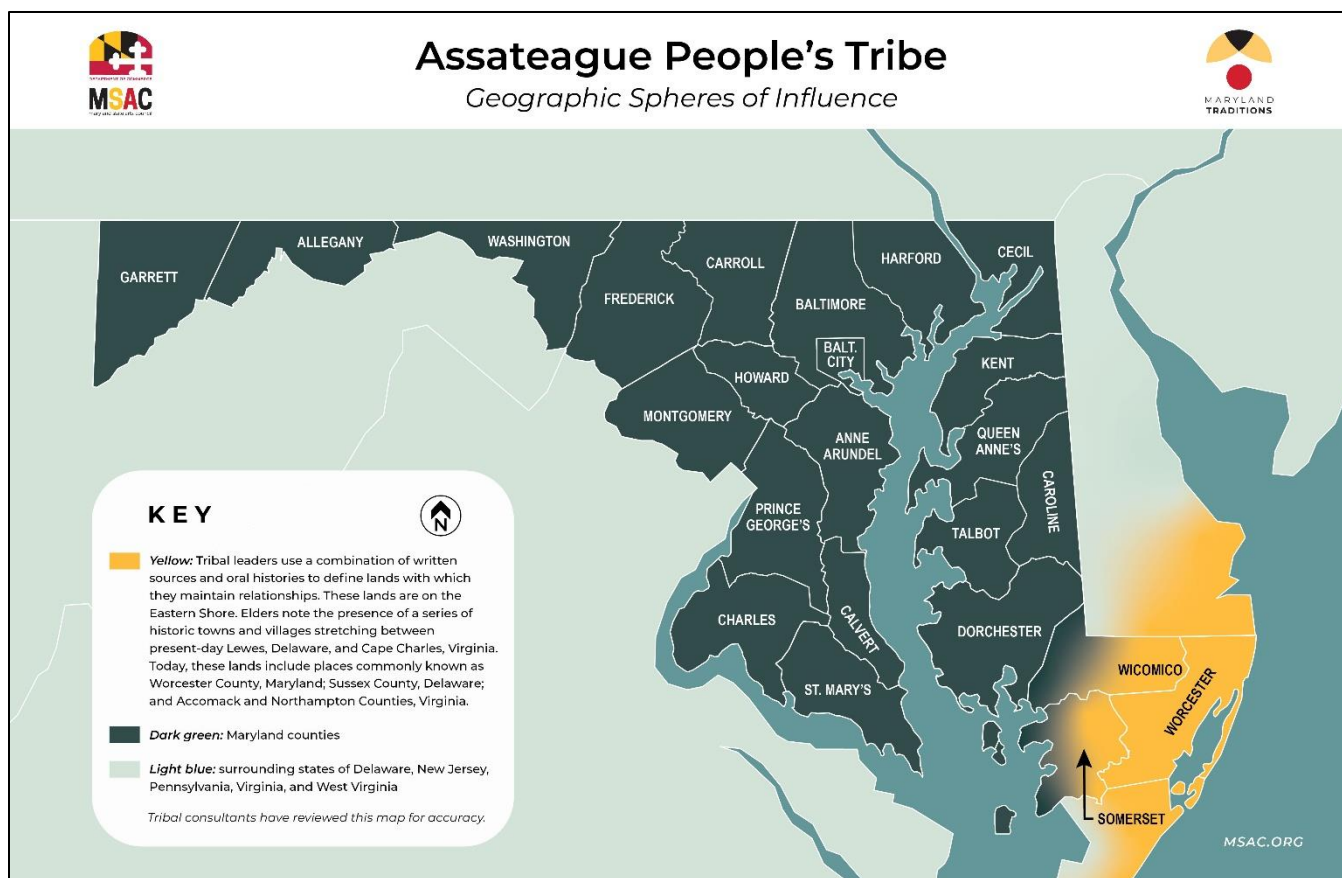 Assateague People's Tribe
Geographic Spheres of Influence
MSAC
MARYLAND
TRADITIONS
GARRETT
ALLEGANY
WASHINGTON
FREDERICK
CARROLL
BALTIMORE
HARFORD
CECIL
BALT.
CITY
HOWARD
KENT
MONTGOMERY
ANNE
ARUNDEL
QUEEN
ANNE'S
CAROLINE
PRINCE
GEORGE'S
TALBOT
CHARLES
CALVERT
DORCHESTER
ST. MARY'S
WICOMICO
WORCESTER
SOMERSET
KEY
N
Yellow: Tribal leaders use a combination of written
sources and oral histories to define lands with which
they maintain relationships. These lands are on the
Eastern Shore. Elders note the presence of a series of
historic towns and villages stretching between
present-day Lewes, Delaware, and Cape Charles, Virginia.
Today, these lands include places commonly known as
Worcester County, Maryland; Sussex County, Delaware;
and Accomack and Northampton Counties, Virginia.
Dark green: Maryland counties
Light blue: surrounding states of Delaware, New Jersey,
Pennsylvania, Virginia, and West Virginia
Tribal consultants have reviewed this map for accuracy.
MSAC.ORG